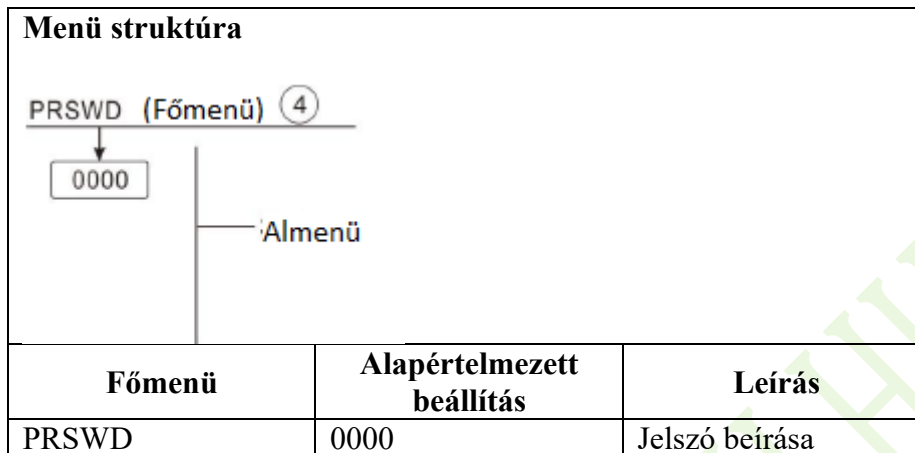 Menü struktúra
PRSWD (Főmenü) 4
0000
Almenü
Főmenü
Alapértelmezett
beállítás
Leírás
PRSWD
0000
Jelszó beírása